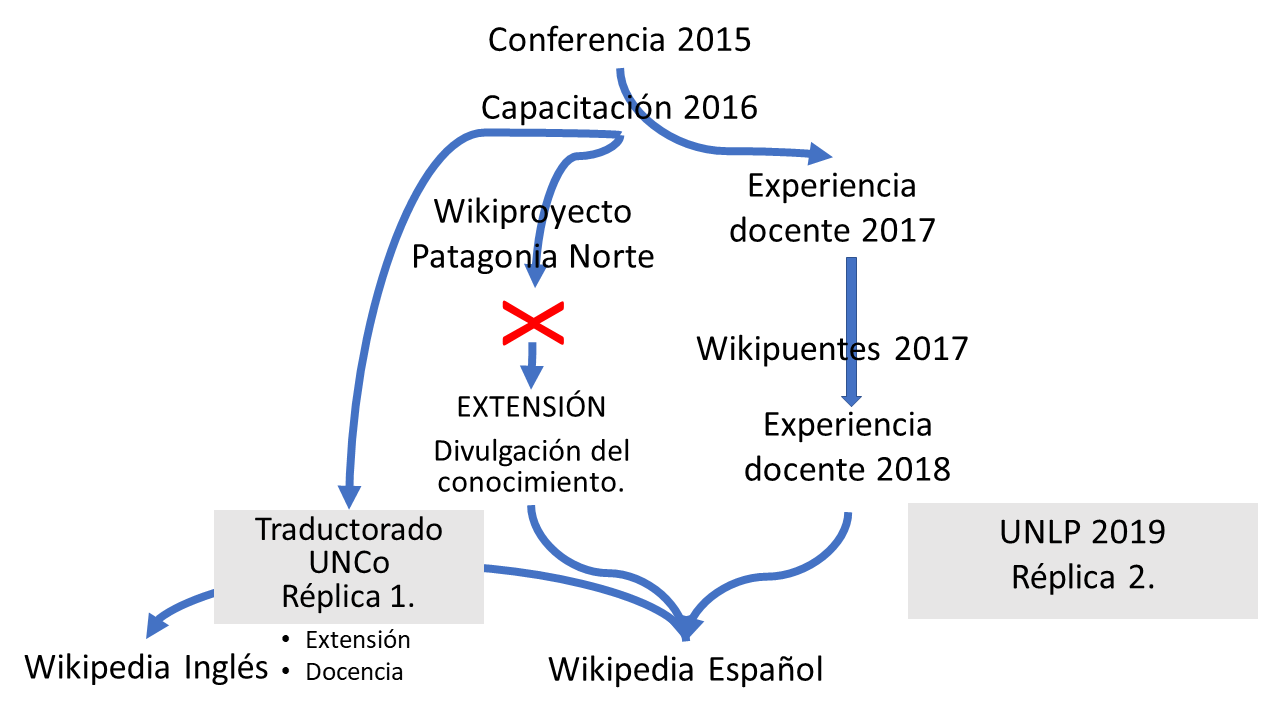 Conferencia 2015
Capacitación 2016
Experiencia
docente 2017
Wikiproyecto
Patagonia Norte
Wikipuentes 2017
EXTENSIÓN
Divulgación del
conocimiento.
Experiencia
docente 2018
Traductorado
UNCo
Réplica 1.
UNLP 2019
Réplica 2.
• Extensión
• Docencia
Wikipedia Inglés
Wikipedia Español